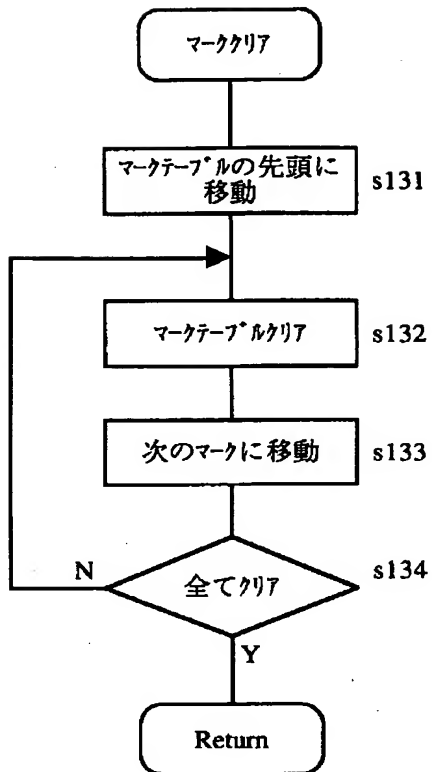 マーククリア
マークテーブルの先頭に
移動
s131
マークテーブルクリア
s132
次のマークに移動
s133
全てクリア
s134
N
Y
Return